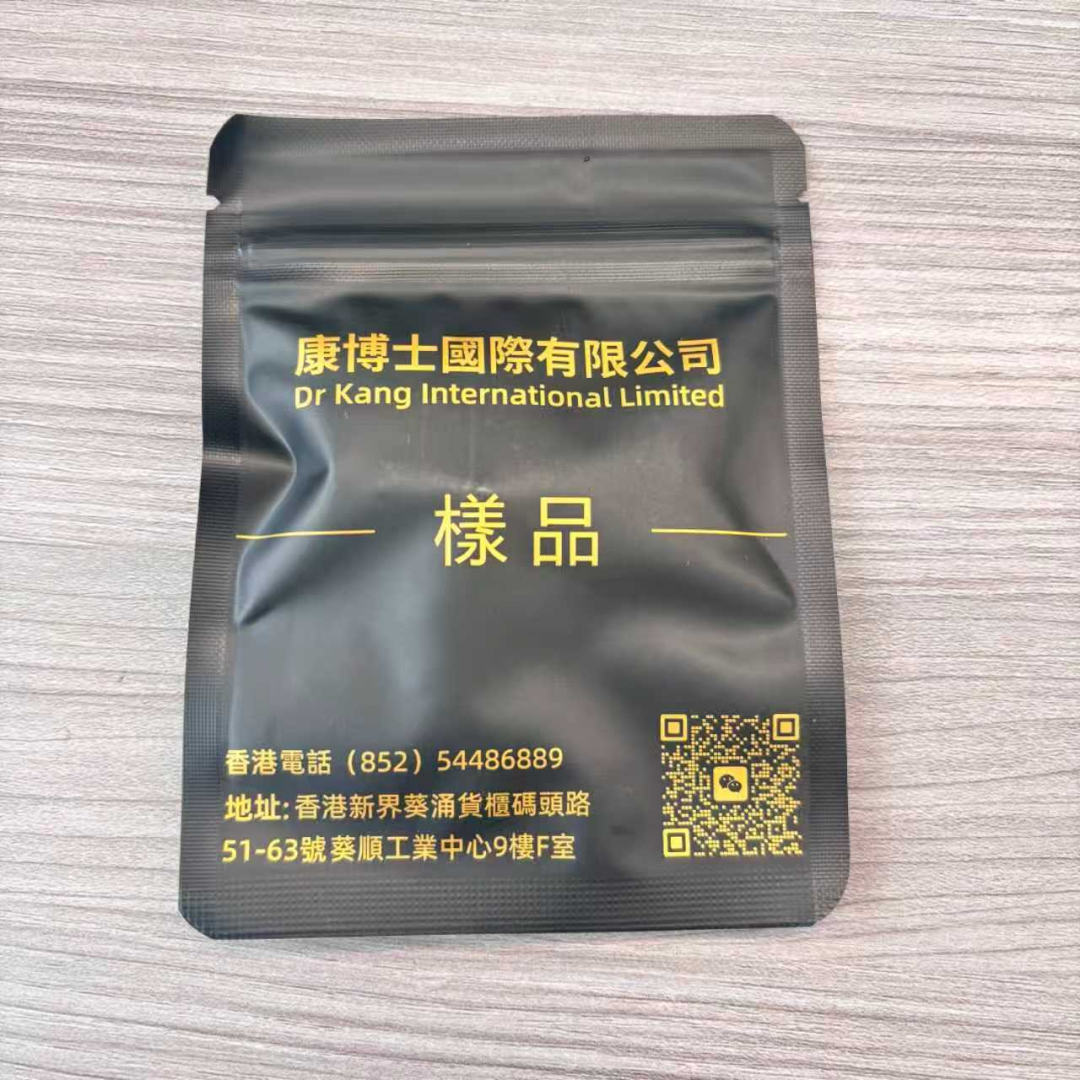 康博士國際有限公司
Dr Kang International Limited
樣品
香港電話（852）54486889
地址: 香港新界葵涌貨櫃碼頭路
51-63號葵順工業中心9樓F室